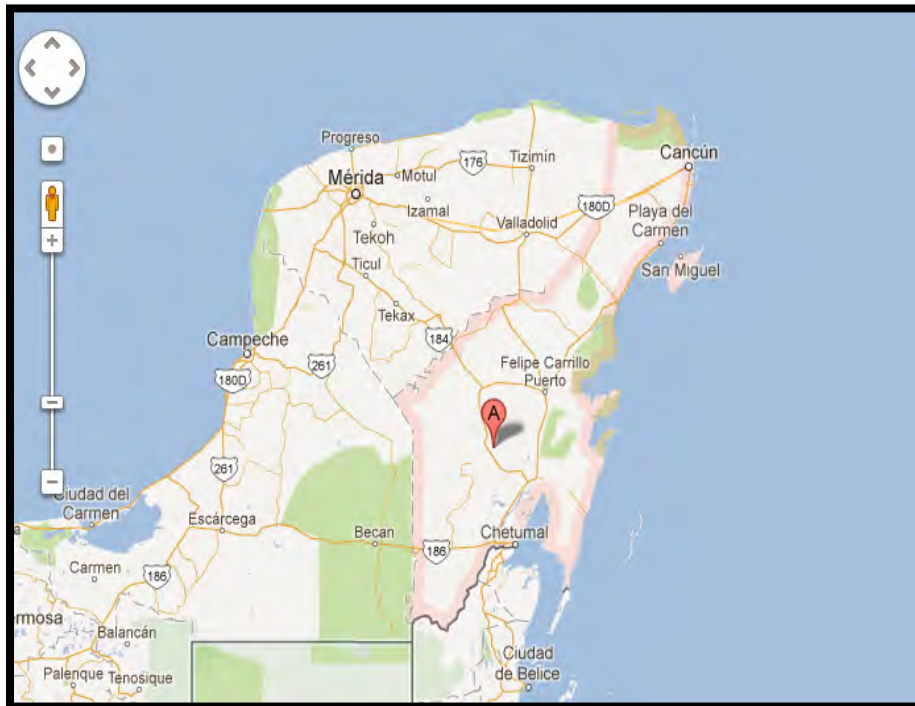 Progreso
176
Tizimín
Cancún
Mérida
Motul
Izamal
180D
Valladolid
Playa del
Carmen
Tekoh
Ticul
San Miguel
Tekax
184
Campeche
261
Felipe Carrillo
Puerto
180D
A
261
Ciudad del
Carmen
Escárcega
Becan
186
Chetumal
Carmen
186
ermosa
Balancán
Ciudad
de Belice
Palenque
Tenosique